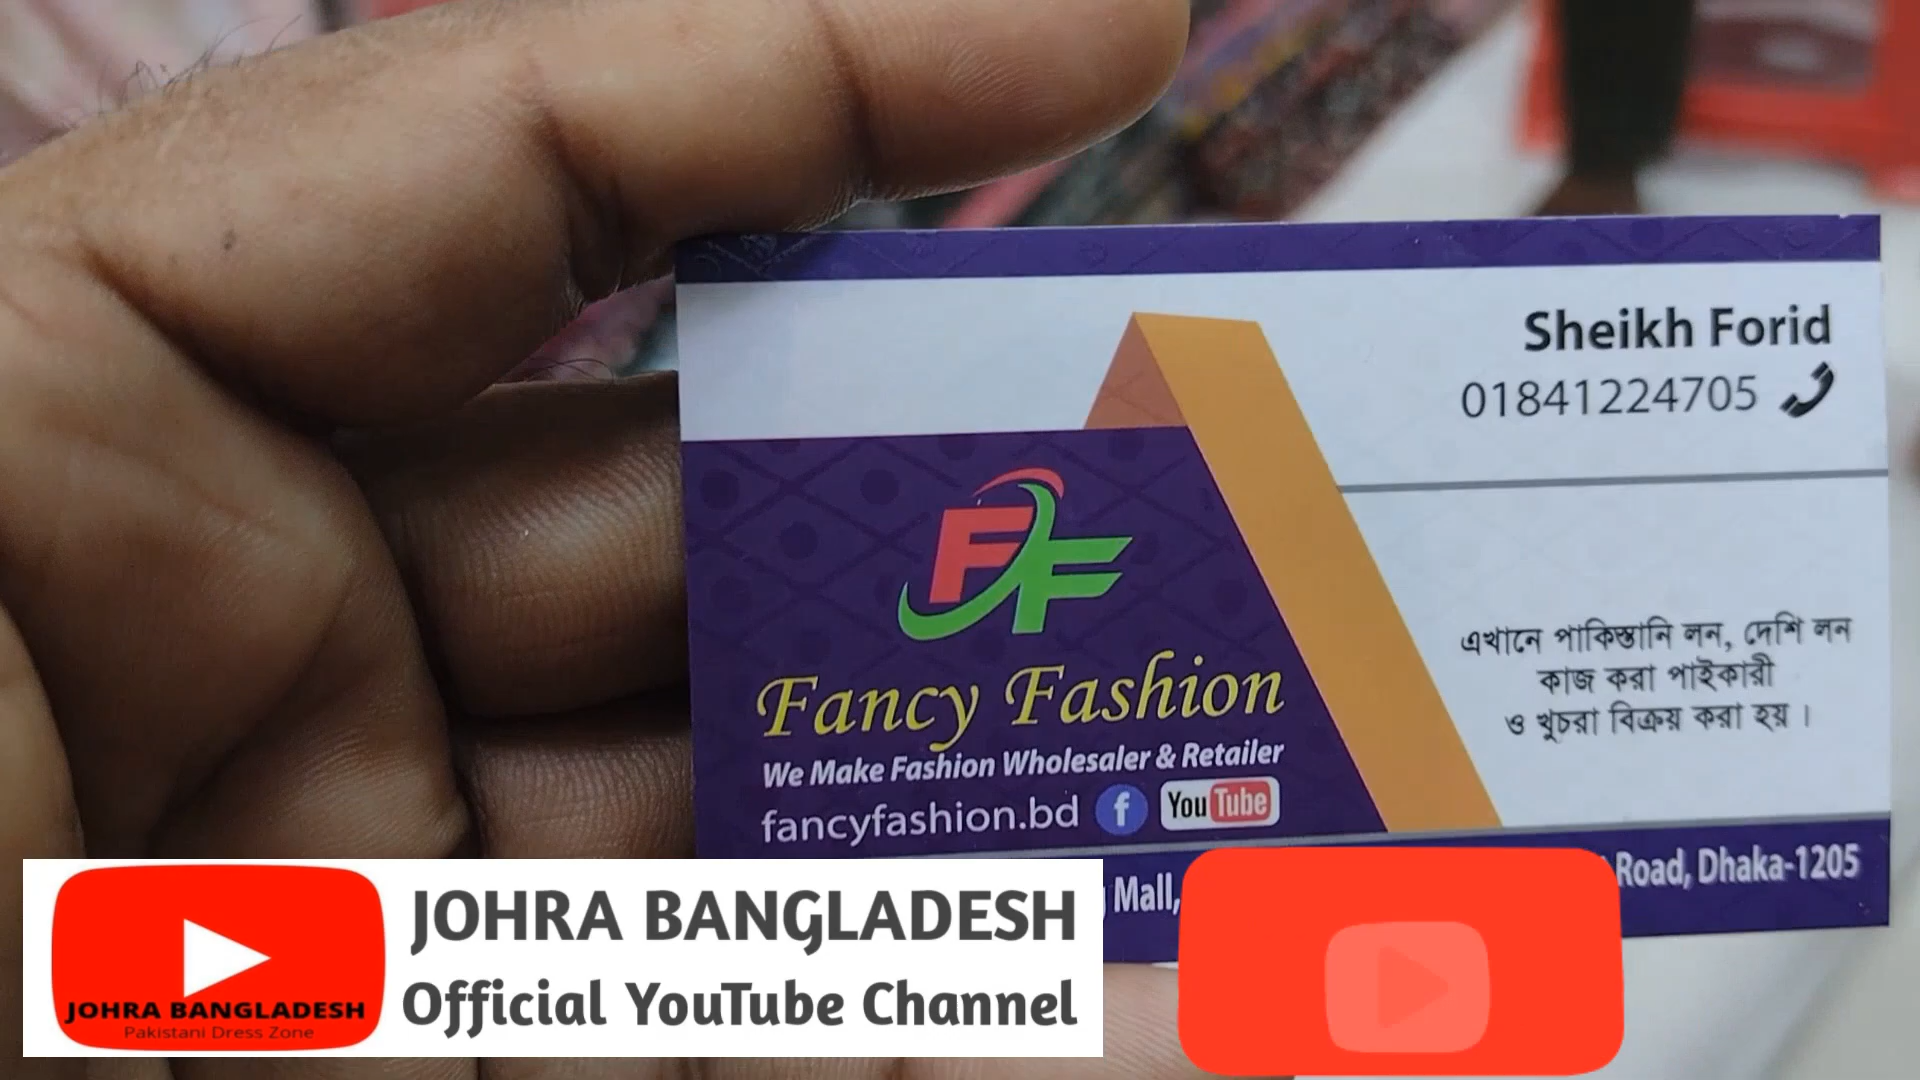 Sheikh Forid
01841224705
FF
Fancy Fashion
We Make Fashion Wholesaler & Retailer
fancyfashion.bd f YouTube
এখানে পাকিস্তানি লন, দেশি লন
কাজ করা পাইকারী
ও খুচরা বিক্রয় করা হয়।
Mall, Road, Dhaka-1205
JOHRA BANGLADESH
Official YouTube Channel
JOHRA BANGLADESH
Pakistani Dress Zone